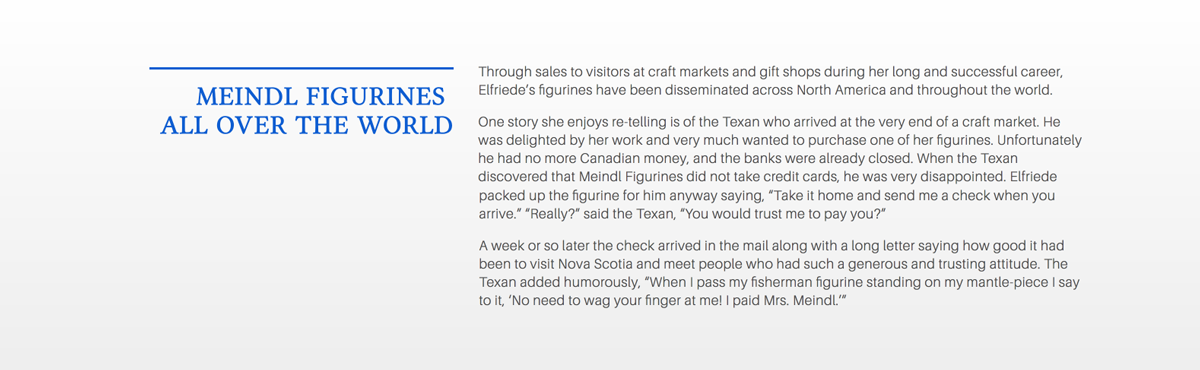 MEINDL FIGURINES
ALL OVER THE WORLD
Through sales to visitors at craft markets and gift shops during her long and successful career,
Elfriede’s figurines have been disseminated across North America and throughout the world.
One story she enjoys re-telling is of the Texan who arrived at the very end of a craft market. He
was delighted by her work and very much wanted to purchase one of her figurines. Unfortunately
he had no more Canadian money, and the banks were already closed. When the Texan
discovered that Meindl Figurines did not take credit cards, he was very disappointed. Elfriede
packed up the figurine for him anyway saying, “Take it home and send me a check when you
arrive.” “Really?” said the Texan, “You would trust me to pay you?”
A week or so later the check arrived in the mail along with a long letter saying how good it had
been to visit Nova Scotia and meet people who had such a generous and trusting attitude. The
Texan added humorously, “When I pass my fisherman figurine standing on my mantle-piece I say
to it, ‘No need to wag your finger at me! I paid Mrs. Meindl.’”